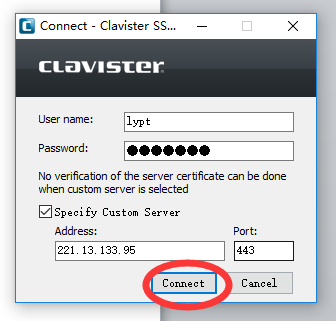 Connect - Clavister SS...
CLAVISTER
User name:
lypt
Password:
●●●●●●●
No verification of the server certificate can be done
when custom server is selected
Specify Custom Server
Address: Port:
221.13.133.95 443
Connect Cancel